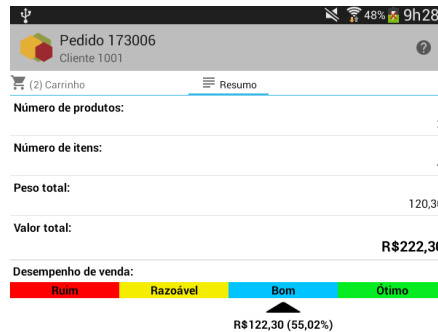 48% 9h28
Pedido 173006
Cliente 1001
(2) Carrinho Resumo
Número de produtos:
Número de itens:
Peso total:
120,30
Valor total:
R$222,30
Desempenho de venda:
Ruim Razoável Bom Ótimo
R$122,30 (55,02%)